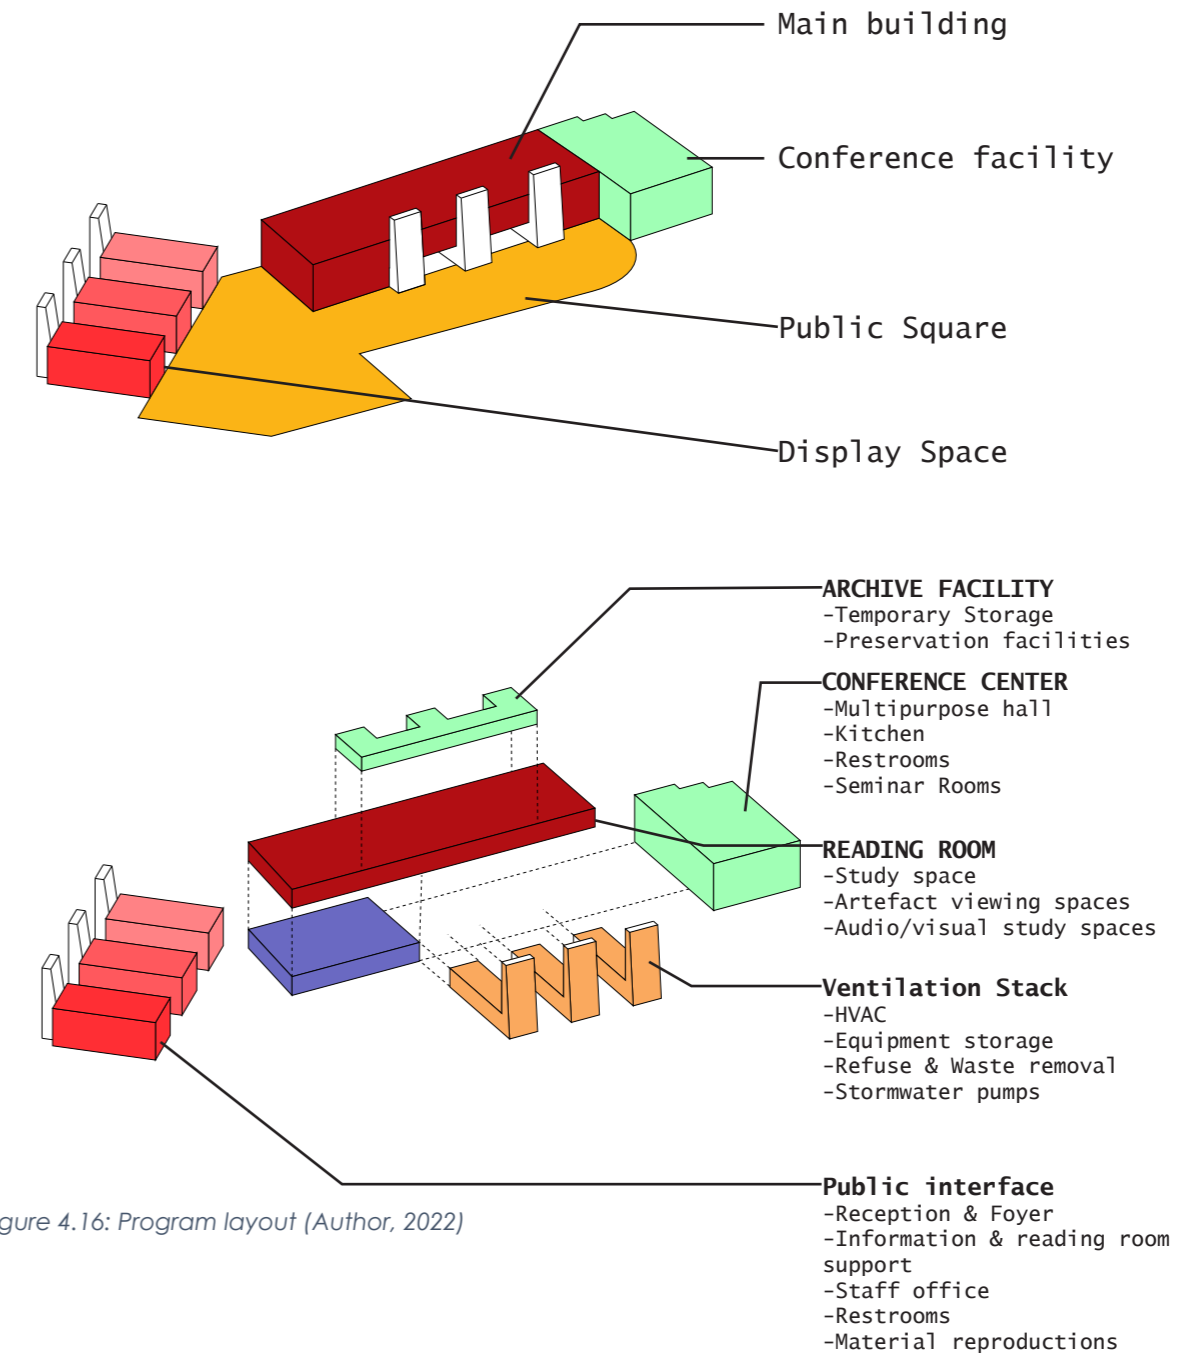 Main building
Conference facility
Public Square
Display Space
ARCHIVE FACILITY
-Temporary Storage
-Preservation facilities
CONFERENCE CENTER
-Multipurpose hall
-Kitchen
-Restrooms
-Seminar Rooms
READING ROOM
-Study space
-Artefact viewing spaces
-Audio/visual study spaces
Ventilation Stack
-HVAC
-Equipment storage
-Refuse & Waste removal
-Stormwater pumps
Public interface
-Reception & Foyer
-Information & reading room
support
-Staff office
-Restrooms
-Material reproductions
gure 4.16: Program layout (Author, 2022)